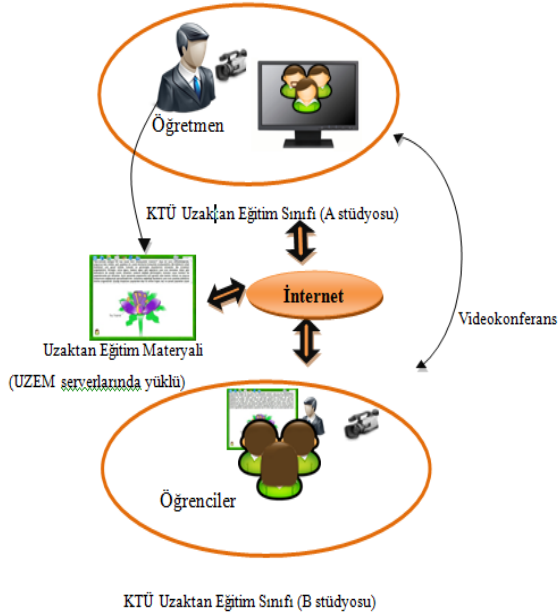 Öğretmen
KTÜ Uzaktan Eğitim Sınıfı (A stüdyosu)
İnternet
Videokonferans
Uzaktan Eğitim Materyali
(UZEM serverlarında yüklü)
Öğrenciler
KTÜ Uzaktan Eğitim Sınıfı (B stüdyosu)